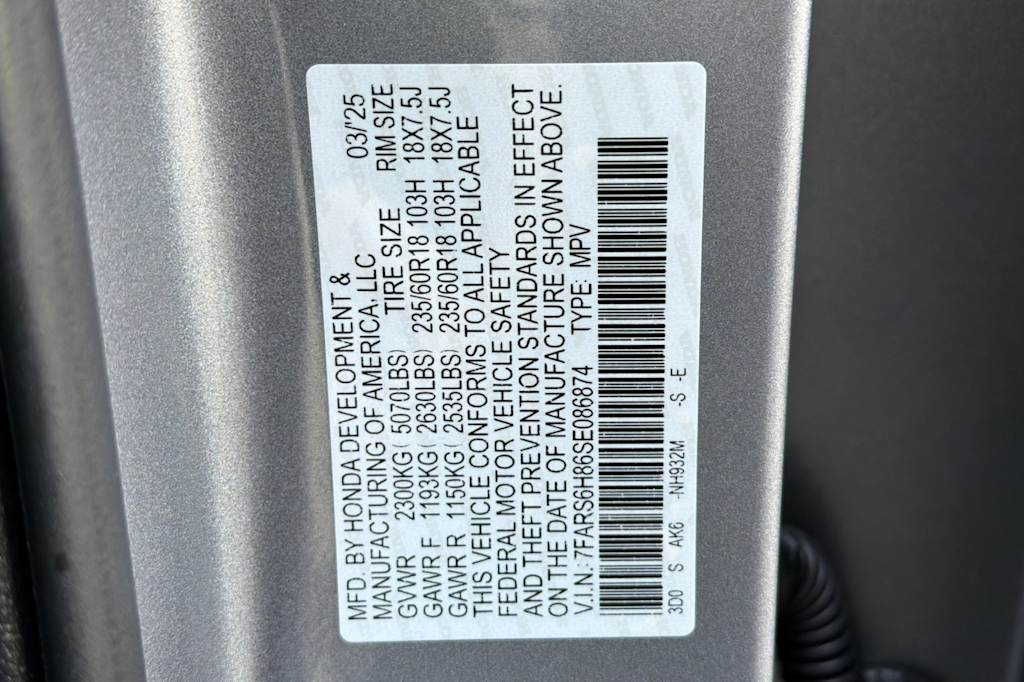 MFD. BY HONDA DEVELOPMENT &
MANUFACTURING OF AMERICA, LLC 03/'25
GVWR 2300KG( 5070LBS) TIRE SIZE RIM SIZE
GAWR F 1193KG( 2630LBS) 235/60R18 103H 18X7.5J
GAWR R 1150KG( 2535LBS) 235/60R18 103H 18X7.5J
THIS VEHICLE CONFORMS TO ALL APPLICABLE
FEDERAL MOTOR VEHICLE SAFETY
AND THEFT PREVENTION STANDARDS IN EFFECT
ON THE DATE OF MANUFACTURE SHOWN ABOVE.
V.I.N.: 7FARS6H86SE086874 TYPE: MPV
3D0 S AK6 -NH932M -S -E